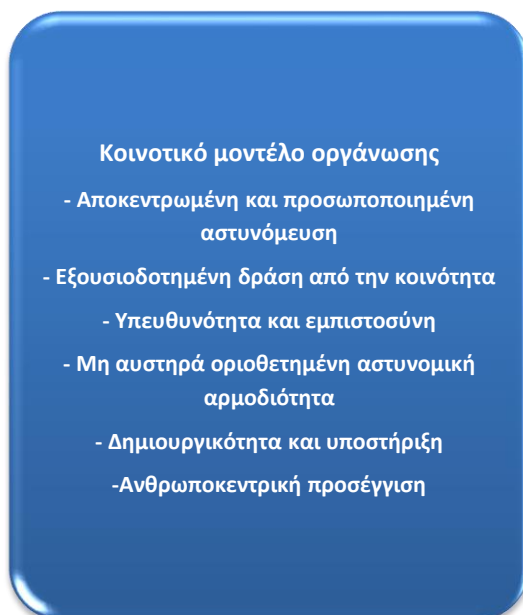 Κοινοτικό μοντέλο οργάνωσης
- Αποκεντρωμένη και προσωποποιημένη
αστυνόμευση
- Εξουσιοδοτημένη δράση από την κοινότητα
- Υπευθυνότητα και εμπιστοσύνη
- Μη αυστηρά οριοθετημένη αστυνομική
αρμοδιότητα
- Δημιουργικότητα και υποστήριξη
-Ανθρωποκεντρική προσέγγιση